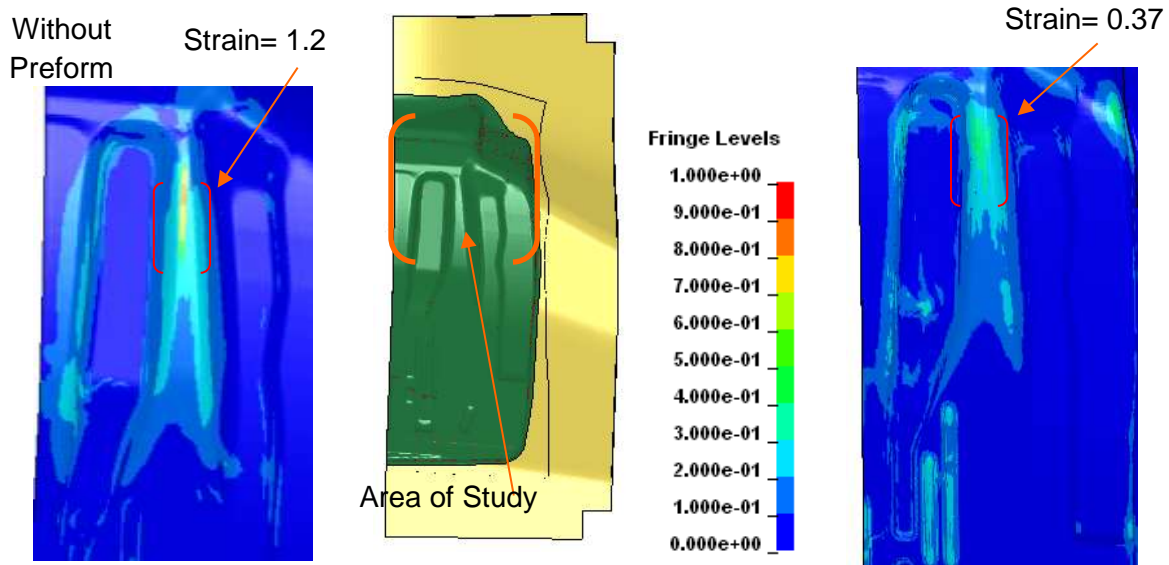 Without
Preform
Strain= 1.2
Strain= 0.37
Area of Study
Fringe Levels
1.000e+00
9.000e-01
8.000e-01
7.000e-01
6.000e-01
5.000e-01
4.000e-01
3.000e-01
2.000e-01
1.000e-01
0.000e+00